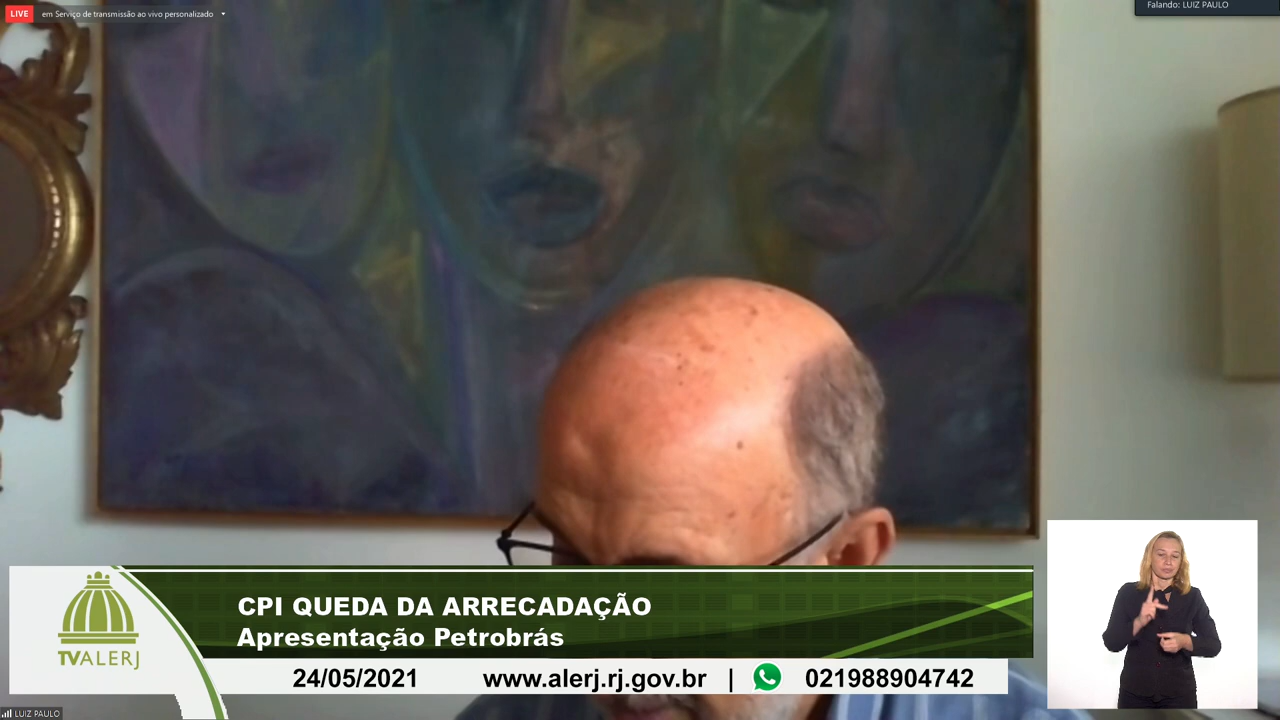 LIVE em Serviço de transmissão ao vivo personalizado
Falando: LUIZ PAULO
CPI QUEDA DA ARRECADAÇÃO
Apresentação Petrobrás
TVALERJ
24/05/2021 www.alerj.rj.gov.br | 021988904742
LUIZ PAULO